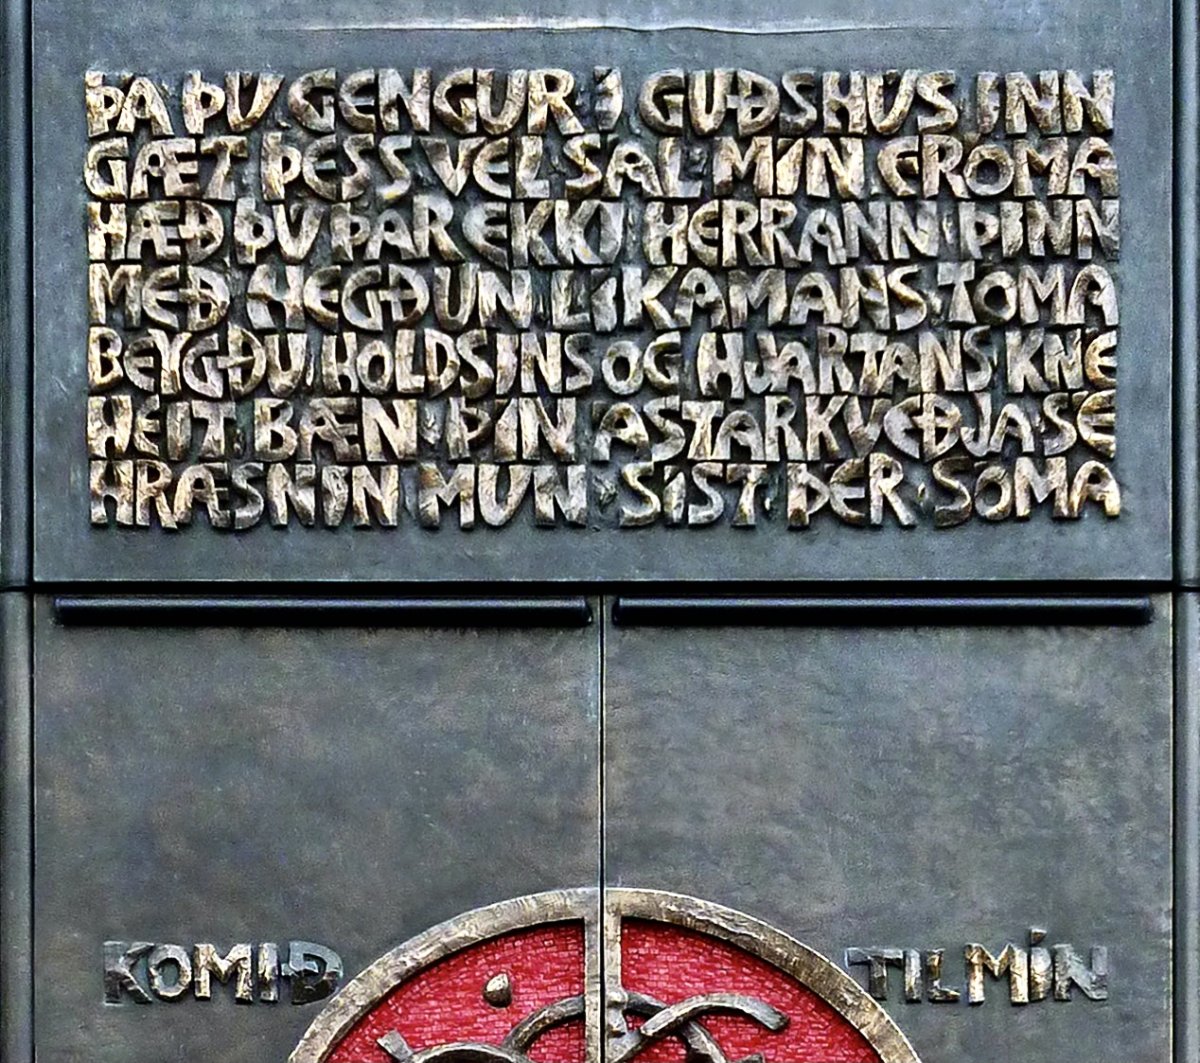 ÞA ÞÚ GENGUR Í GUÐSHÚS INN
GÆT ÞESS VEL SÁL MÍN FRÓMA
HÆÐ ÞÚ ÞAR EKKI HERRANN ÞINN
MEÐ HEGÐUN LÍKAMANS TÓMA
BEYGÐU HOLDSINS OG HJARTANS KNÉ
HEIT BÆN ÞÍN ÁSTARKVEÐJA SÉ
HRÆSNIN MUN SÍST ÞÉR SÓMA
KOMIÐ TIL MÍN